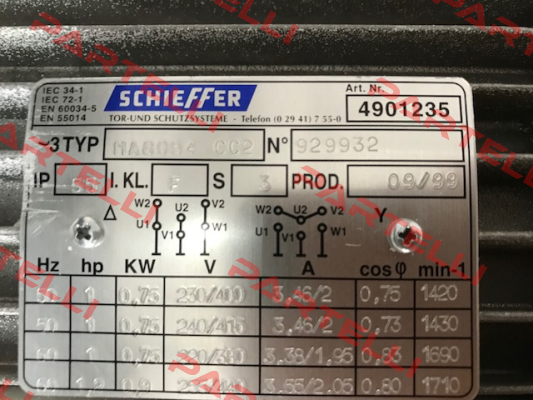 IEC 34-1
IEC 72-1
EN 60034-5
EN 55014
SCHIEFFER
TOR-UND SCHUTZSYSTEME - Telefon (0 29 41) 7 55-0
Art. Nr.
4901235
~3 TYP N° 929932
IP I. KL. F S 3 PROD. 09/99
Δ W2 U2 V2 U1 V1 W1
W2 U2 V2 U1 V1 W1 Y
Hz hp KW V A cos φ min-1
50 1 0,75 230/400 3.46/2 0,75 1420
50 1 0,75 240/415 3,46/2 0,73 1430
60 1 0,75 220/380 3.38/1.95 0,83 1690
60 1,2 0,9 3.55/2.05 0,80 1710
PARTELLI